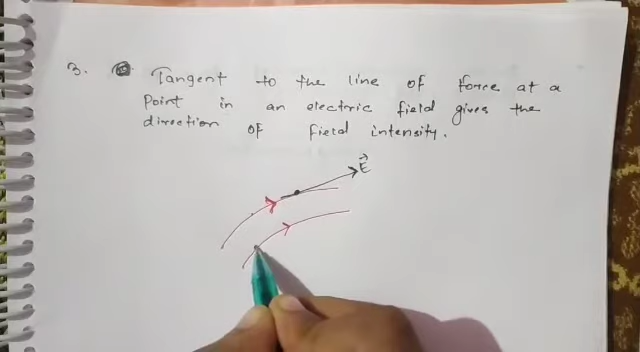 3. Tangent to the line of force at a
point in an electric field gives the
direction of field intensity.
E